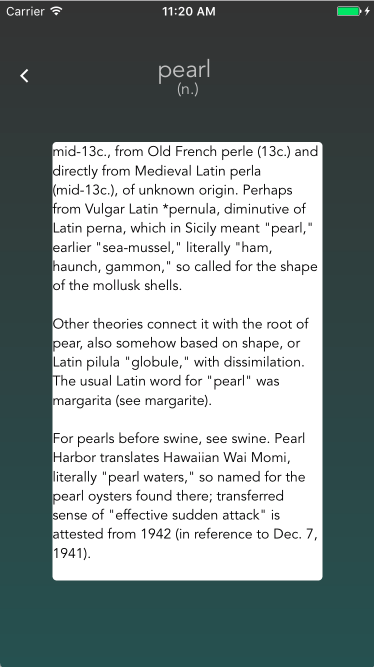 Carrier 11:20 AM
pearl
(n.)
mid-13c., from Old French perle (13c.) and
directly from Medieval Latin perla
(mid-13c.), of unknown origin. Perhaps
from Vulgar Latin *pernula, diminutive of
Latin perna, which in Sicily meant "pearl,"
earlier "sea-mussel," literally "ham,
haunch, gammon," so called for the shape
of the mollusk shells.
Other theories connect it with the root of
pear, also somehow based on shape, or
Latin pilula "globule," with dissimilation.
The usual Latin word for "pearl" was
margarita (see margarite).
For pearls before swine, see swine. Pearl
Harbor translates Hawaiian Wai Momi,
literally "pearl waters," so named for the
pearl oysters found there; transferred
sense of "effective sudden attack" is
attested from 1942 (in reference to Dec. 7,
1941).